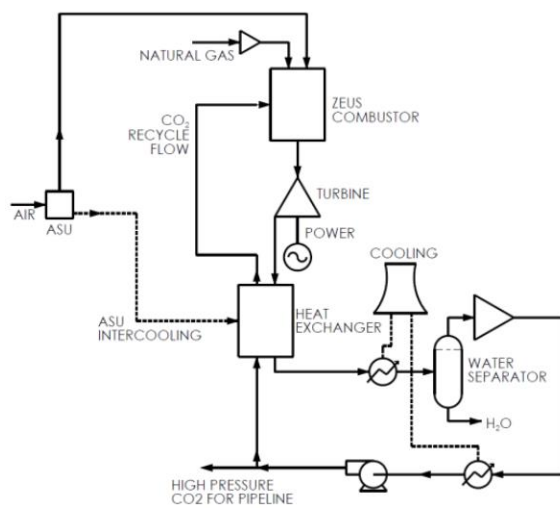 NATURAL GAS
ZEUS
COMBUSTOR
CO₂
RECYCLE
FLOW
TURBINE
AIR
ASU
POWER
COOLING
HEAT
EXCHANGER
ASU
INTERCOOLING
WATER
SEPARATOR
H₂O
HIGH PRESSURE
CO2 FOR PIPELINE